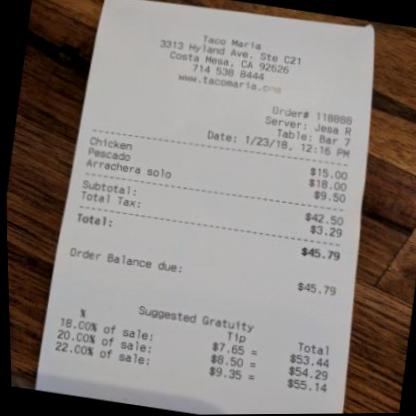 Taco Maria
3313 Hyland Ave. Ste C21
Costa Mesa, CA 92626
714 538 8444
www.tacomaria.com
Order# 118886
Server: Jesa R
Table: Bar 7
Date: 1/23/18, 12:16 PM
Chicken $15.00
Pescado $18.00
Arrachera solo $9.50
Subtotal: $42.50
Total Tax: $3.29
Total: $45.79
Order Balance due: $45.79
Suggested Gratuity
% Tip Total
18.00% of sale: $7.65 = $53.44
20.00% of sale: $8.50 = $54.29
22.00% of sale: $9.35 = $55.14